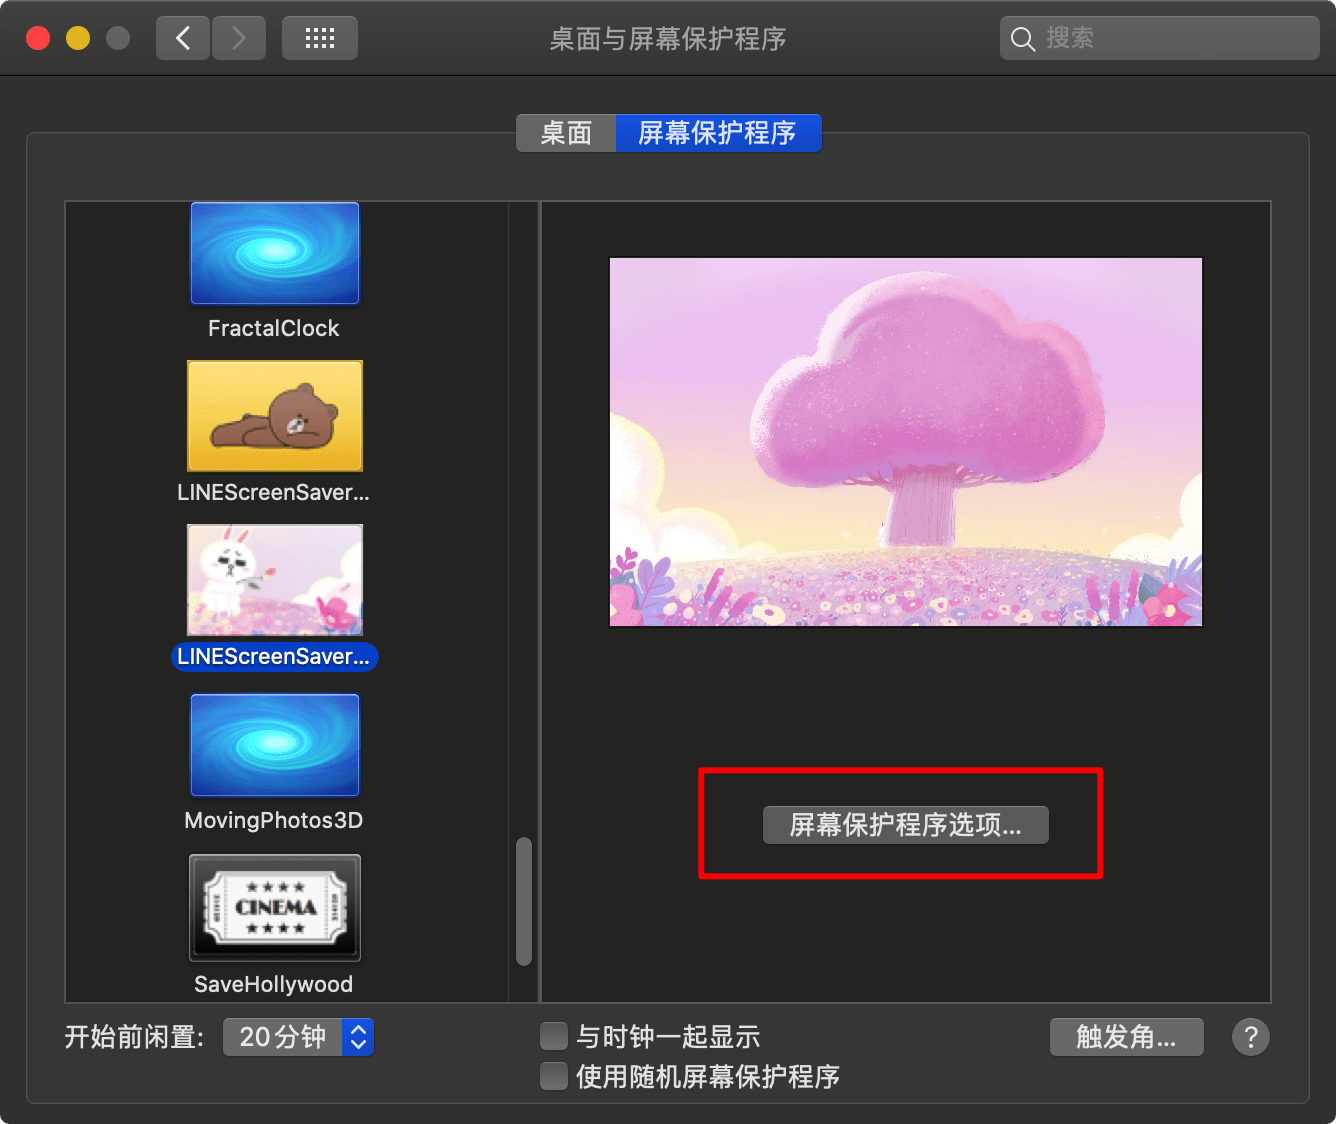 桌面与屏幕保护程序
搜索
桌面
屏幕保护程序
FractalClock
LINEScreenSaver...
LINEScreenSaver...
MovingPhotos3D
CINEMA
SaveHollywood
屏幕保护程序选项...
开始前闲置:
20分钟
与时钟一起显示
使用随机屏幕保护程序
触发角...
?